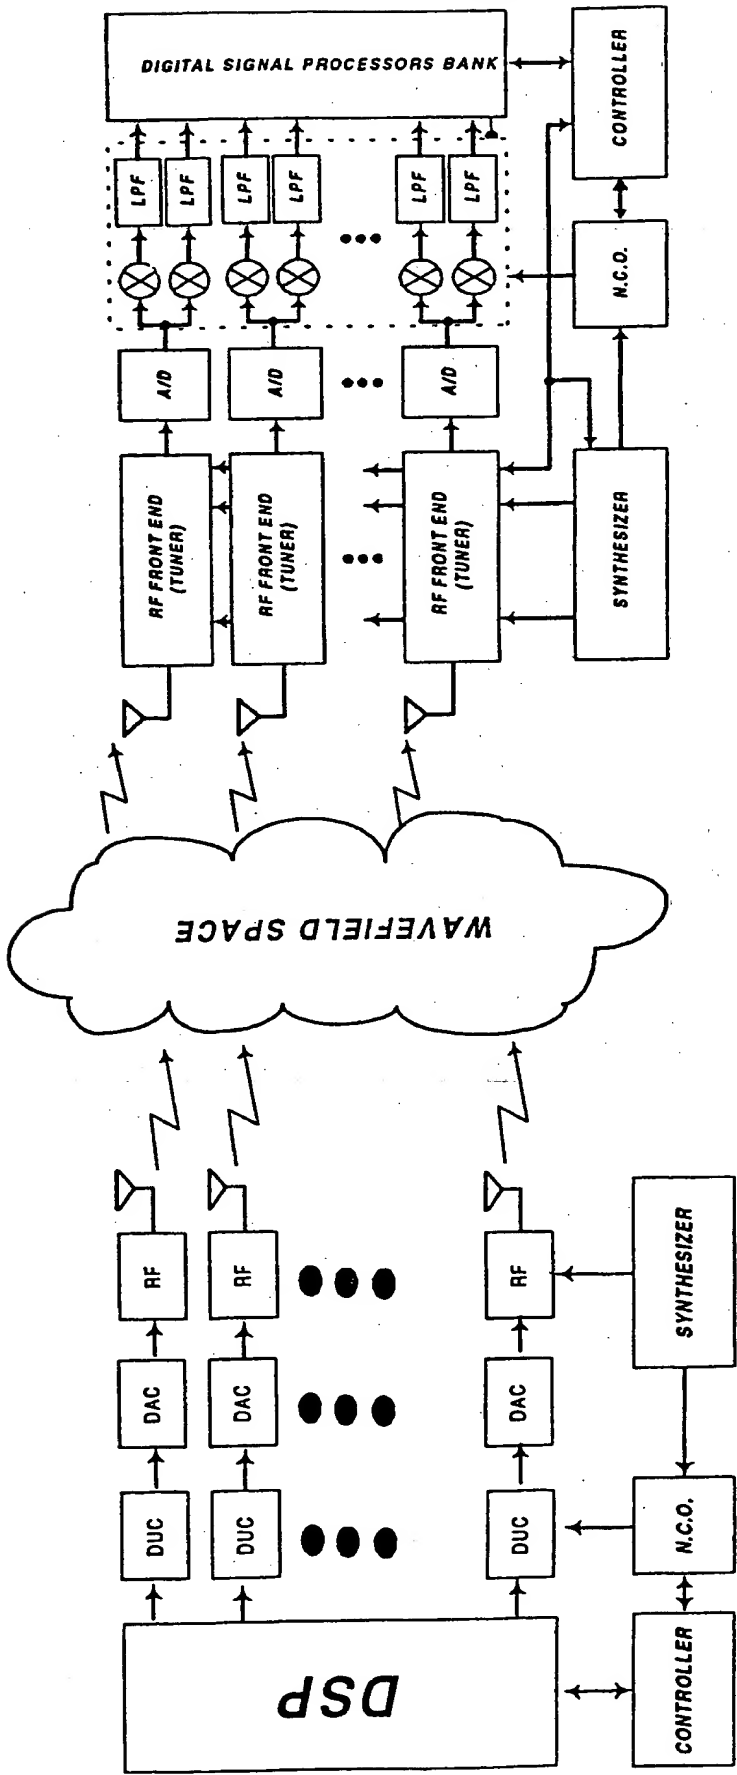 DIGITAL SIGNAL PROCESSORS BANK
CONTROLLER
LPF
LPF
LPF
LPF
LPF
LPF
N.C.O.
A/D
A/D
A/D
RF FRONT END
(TUNER)
RF FRONT END
(TUNER)
RF FRONT END
(TUNER)
SYNTHESIZER
WAVEFIELD SPACE
RF
RF
RF
SYNTHESIZER
DAC
DAC
DAC
DUC
DUC
DUC
N.C.O.
DSP
CONTROLLER